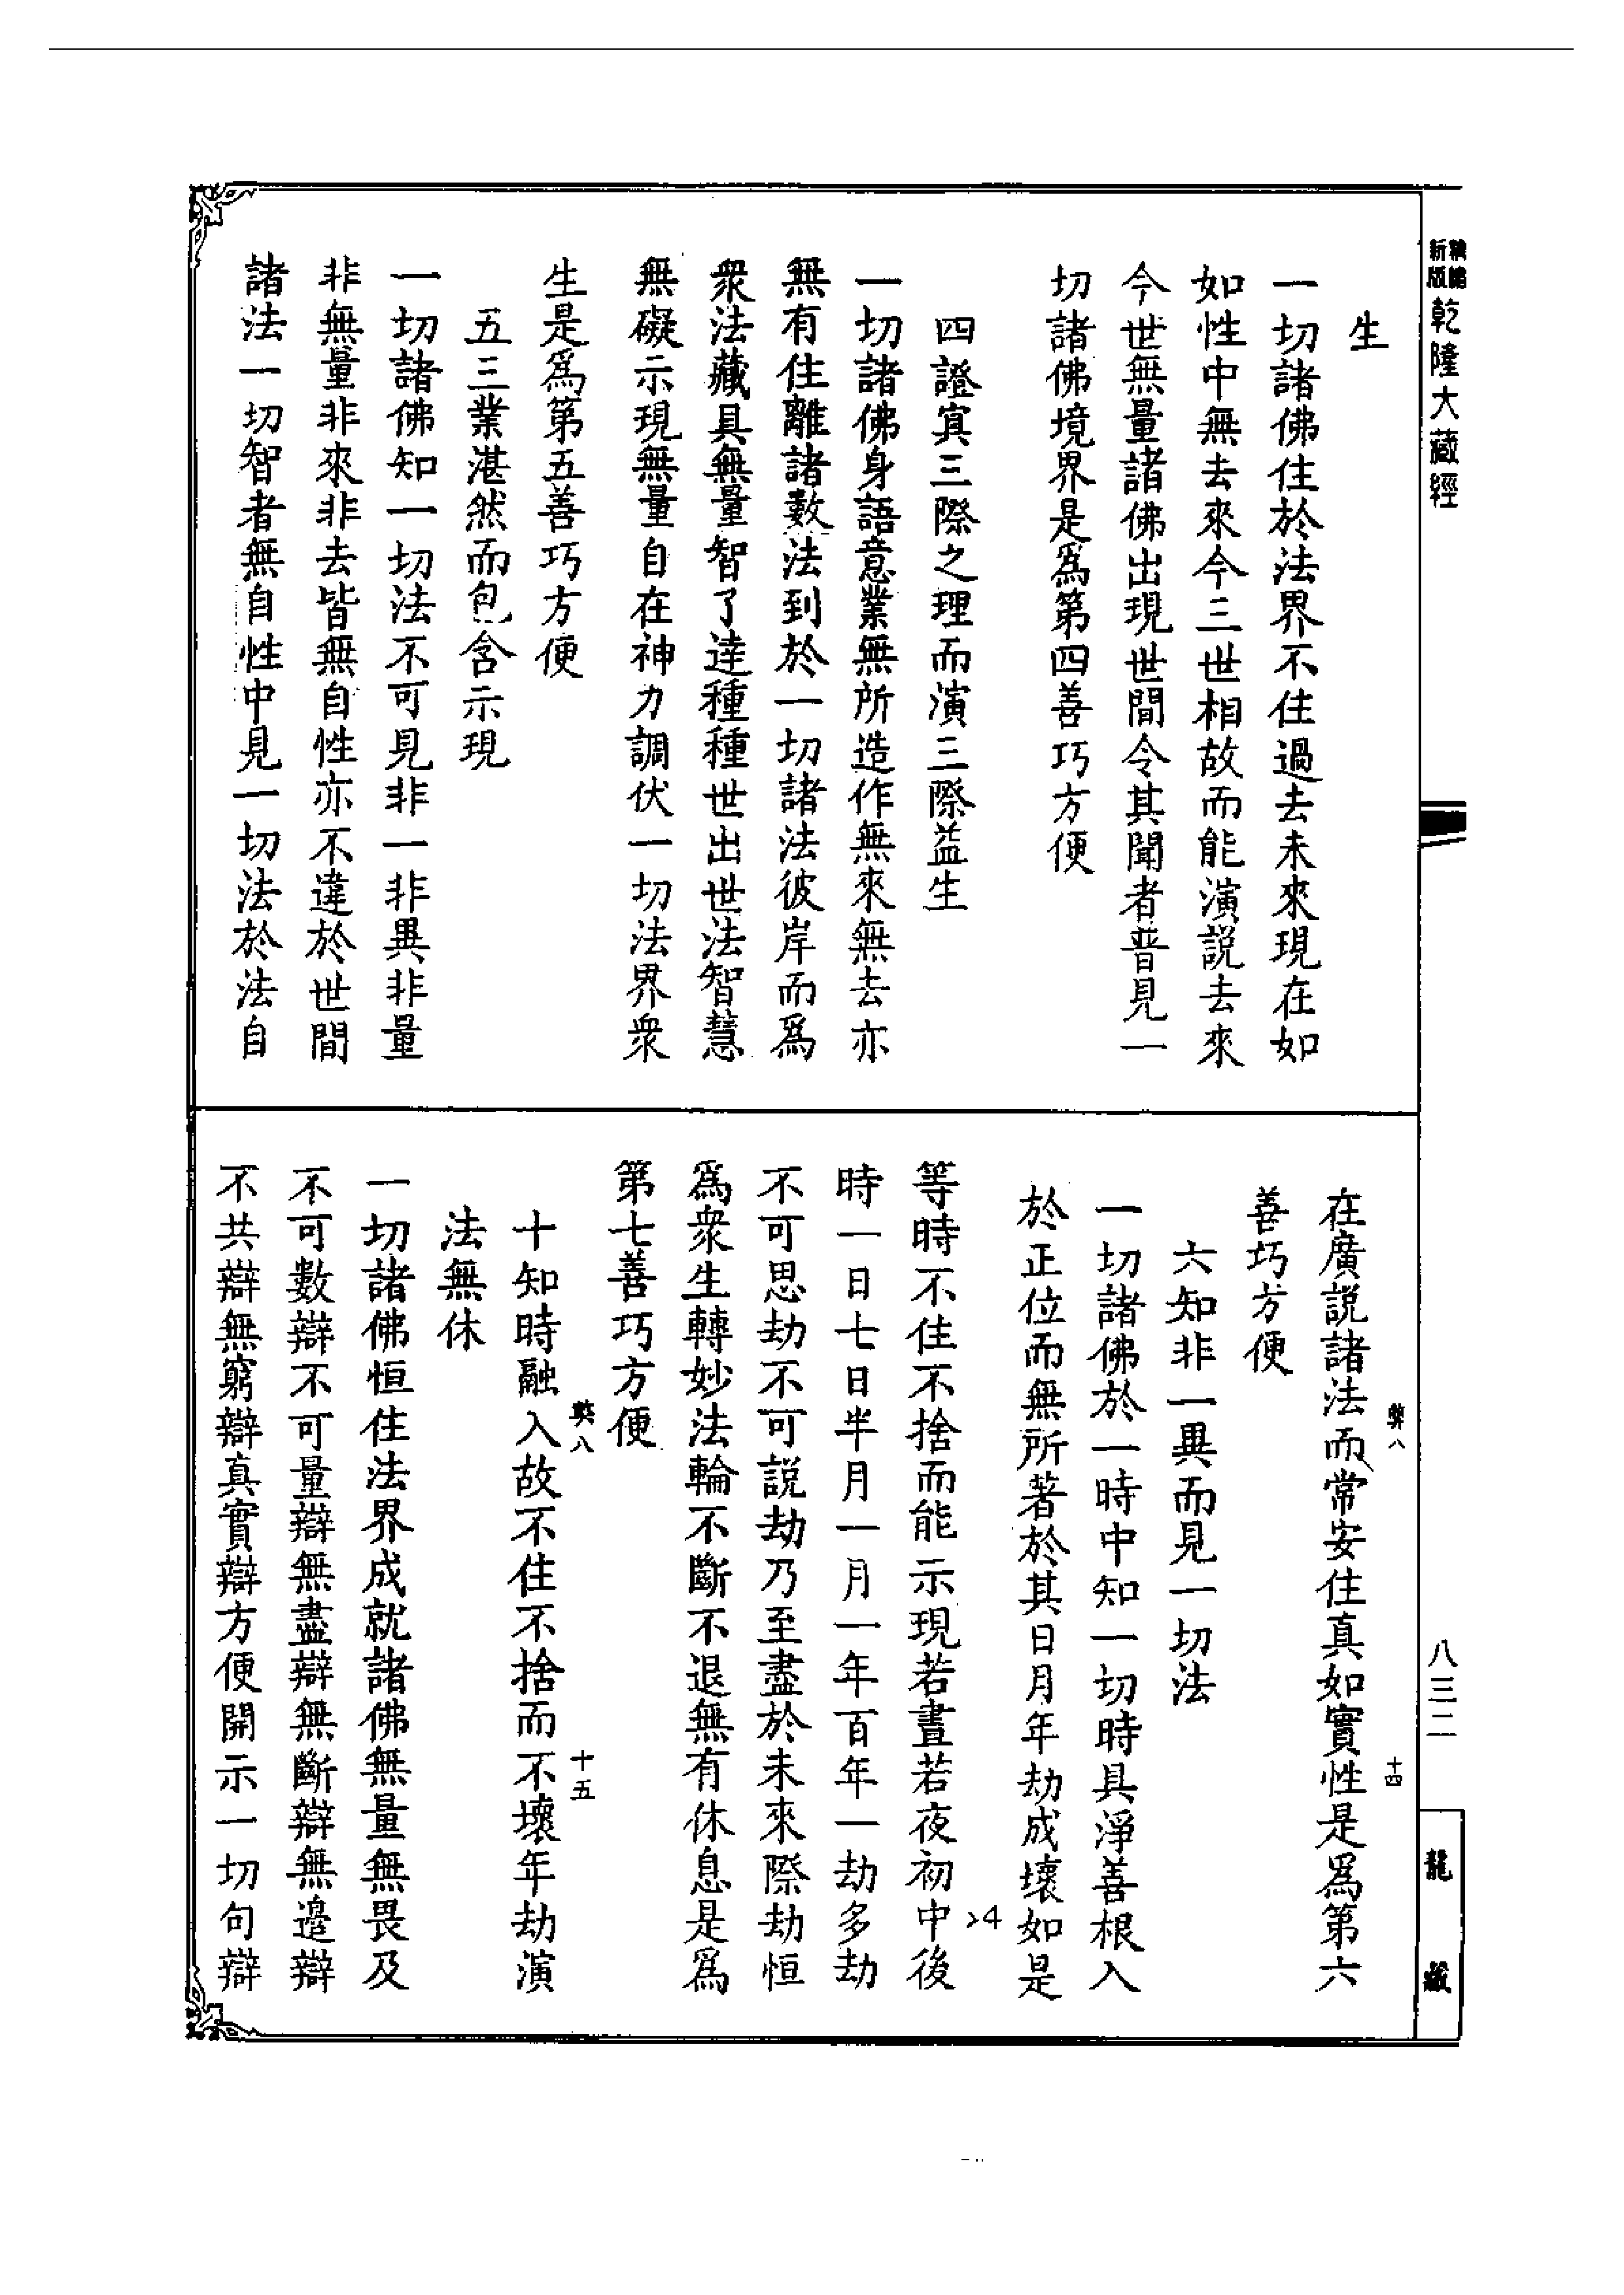 新版
精編
乾隆大藏經
八三二
龍藏
生
一切諸佛住於法界不住過去未來現在如
如性中無去來今三世相故而能演說去來
今世無量諸佛出現世間令其聞者普見一
切諸佛境界是為第四善巧方便
四證寘三際之理而演三際益生
一切諸佛身語意業無所造作無來無去亦
無有住離諸數法到於一切諸法彼岸而為
衆法藏具無量智了達種種世出世法智慧
無礙示現無量自在神力調伏一切法界衆
生是為第五善巧方便
五三業湛然而包含示現
一切諸佛知一切法不可見非一非異非量
非無量非來非去皆無自性亦不違於世間
諸法一切智者無自性中見一切法於法自
弊八
十四
在廣說諸法而常安住真如實性是為第六
善巧方便
六知非一異而見一切法
一切諸佛於一時中知一切時具淨善根入
於正位而無所著於其日月年劫成壞如是
24
等時不住不捨而能示現若晝若夜初中後
時一日七日半月一月一年百年一劫多劫
不可思劫不可說劫乃至盡於未來際劫恒
為衆生轉妙法輪不斷不退無有休息是為
第七善巧方便
弊八
十五
十知時融入故不住不捨而不壞年劫演
法無休
一切諸佛恒住法界成就諸佛無量無畏及
不可數辯不可量辯無盡辯無斷辯無邊辯
不共辯無窮辯真實辯方便開示一切句辯